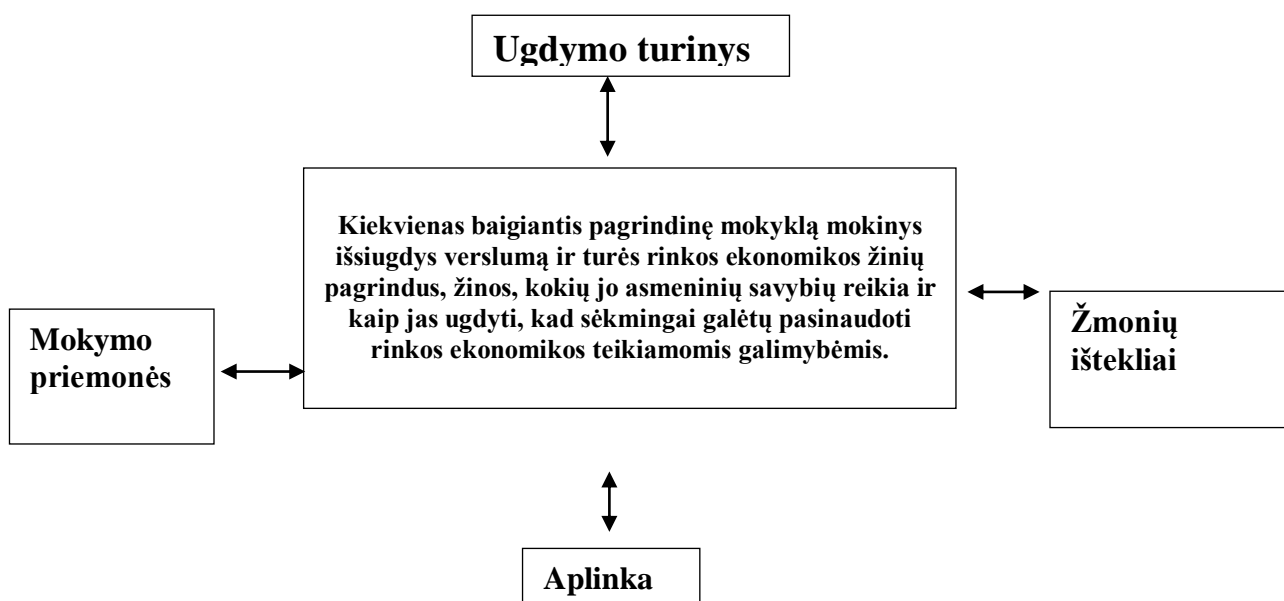 Ugdymo turinys
Kiekvienas baigiantis pagrindinę mokyklą mokinys
išsiugdys verslumą ir turės rinkos ekonomikos žinių
pagrindus, žinos, kokių jo asmeninių savybių reikia ir
kaip jas ugdyti, kad sėkmingai galėtų pasinaudoti
rinkos ekonomikos teikiamomis galimybėmis.
Mokymo
priemonės
Žmonių
ištekliai
Aplinka